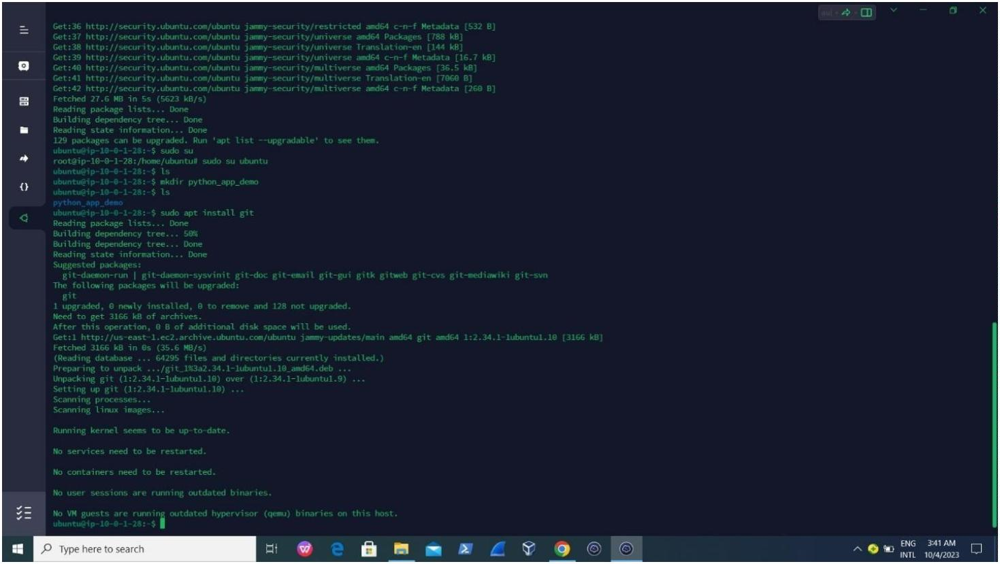 Get:36 http://security.ubuntu.com/ubuntu jammy-security/restricted amd64 c-n-f Metadata [532 B]
Get:37 http://security.ubuntu.com/ubuntu jammy-security/universe amd64 Packages [788 kB]
Get:38 http://security.ubuntu.com/ubuntu jammy-security/universe Translation-en [144 kB]
Get:39 http://security.ubuntu.com/ubuntu jammy-security/universe amd64 c-n-f Metadata [16.7 kB]
Get:40 http://security.ubuntu.com/ubuntu jammy-security/multiverse amd64 Packages [36.5 kB]
Get:41 http://security.ubuntu.com/ubuntu jammy-security/multiverse Translation-en [7060 B]
Get:42 http://security.ubuntu.com/ubuntu jammy-security/multiverse amd64 c-n-f Metadata [260 B]
Fetched 27.6 MB in 5s (5623 kB/s)
Reading package lists... Done
Building dependency tree... Done
Reading state information... Done
129 packages can be upgraded. Run 'apt list --upgradable' to see them.
ubuntu@ip-10-0-1-28:~$ sudo su
root@ip-10-0-1-28:/home/ubuntu# sudo su ubuntu
ubuntu@ip-10-0-1-28:~$ ls
ubuntu@ip-10-0-1-28:~$ mkdir python_app_demo
ubuntu@ip-10-0-1-28:~$ ls
python_app_demo
ubuntu@ip-10-0-1-28:~$ sudo apt install git
Reading package lists... Done
Building dependency tree... 50%
Building dependency tree... Done
Reading state information... Done
Suggested packages:
git-daemon-run | git-daemon-sysvinit git-doc git-email git-gui gitk gitweb git-cvs git-mediawiki git-svn
The following packages will be upgraded:
git
1 upgraded, 0 newly installed, 0 to remove and 128 not upgraded.
Need to get 3166 kB of archives.
After this operation, 0 B of additional disk space will be used.
Get:1 http://us-east-1.ec2.archive.ubuntu.com/ubuntu jammy-updates/main amd64 git amd64 1:2.34.1-1ubuntu1.10 [3166 kB]
Fetched 3166 kB in 0s (35.6 MB/s)
(Reading database ... 64295 files and directories currently installed.)
Preparing to unpack .../git_1%3a2.34.1-1ubuntu1.10_amd64.deb ...
Unpacking git (1:2.34.1-1ubuntu1.10) over (1:2.34.1-1ubuntu1.9) ...
Setting up git (1:2.34.1-1ubuntu1.10) ...
Scanning processes...
Scanning linux images...
Running kernel seems to be up-to-date.
No services need to be restarted.
No containers need to be restarted.
No user sessions are running outdated binaries.
No VM guests are running outdated hypervisor (qemu) binaries on this host.
ubuntu@ip-10-0-1-28:~$
Type here to search
ENG 3:41 AM
INTL 10/4/2023